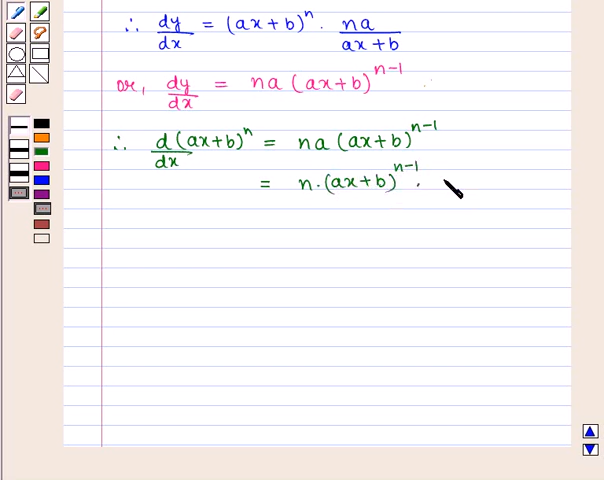 ∴ dy/dx = (ax+b)^n · na/(ax+b)
or, dy/dx = na (ax+b)^(n-1)
∴ d(ax+b)^n/dx = na (ax+b)^(n-1)
= n·(ax+b)^(n-1) ·